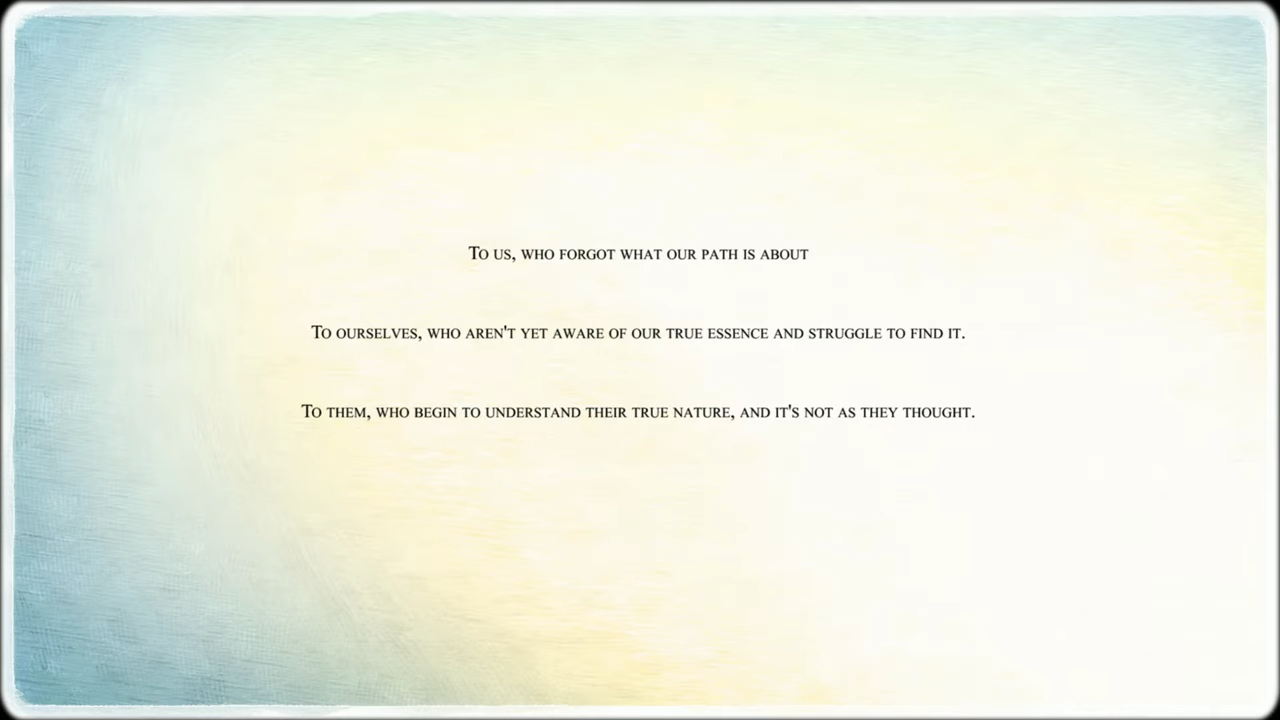 To us, who forgot what our path is about
To ourselves, who aren't yet aware of our true essence and struggle to find it.
To them, who begin to understand their true nature, and it's not as they thought.